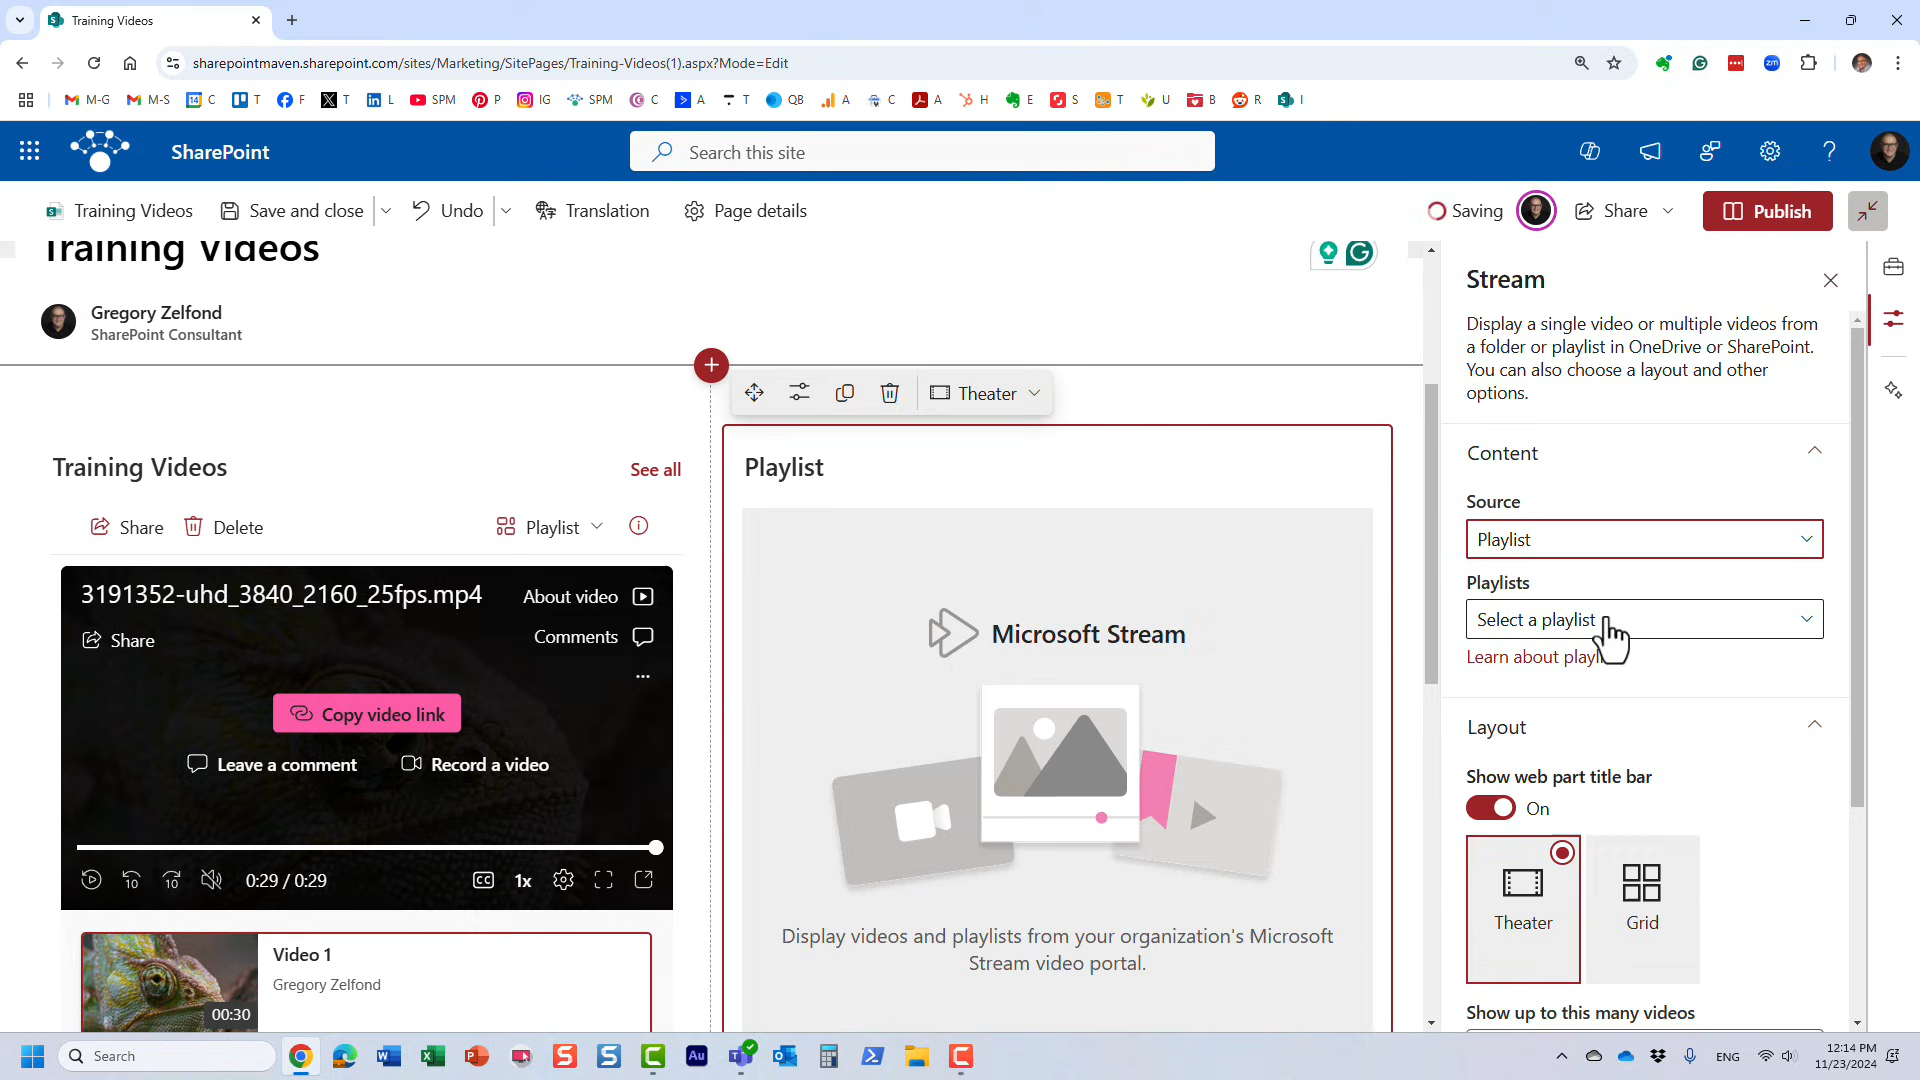 Training Videos
sharepointmaven.sharepoint.com/sites/Marketing/SitePages/Training-Videos(1).aspx?Mode=Edit
M-G M-S C T F T L SPM P IG SPM C A T QB A C A H E S T U B R I
SharePoint
Search this site
Training Videos Save and close Undo Translation Page details Saving Share Publish
Training Videos
Gregory Zelfond
SharePoint Consultant
Theater
Training Videos
See all
Share Delete Playlist
3191352-uhd_3840_2160_25fps.mp4
About video
Share
Comments
Copy video link
Leave a comment Record a video
10 10 0:29 / 0:29 CC 1x
Video 1
Gregory Zelfond
00:30
Playlist
Microsoft Stream
Display videos and playlists from your organization's Microsoft
Stream video portal.
Stream
Display a single video or multiple videos from
a folder or playlist in OneDrive or SharePoint.
You can also choose a layout and other
options.
Content
Source
Playlist
Playlists
Select a playlist
Learn about
Layout
Show web part title bar
On
Theater
Grid
Show up to this many videos
Search
ENG
12:14 PM
11/23/2024